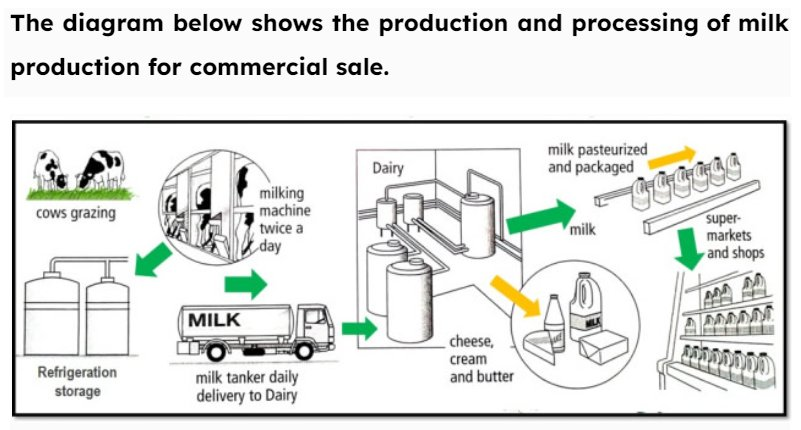 The diagram below shows the production and processing of milk
production for commercial sale.
cows grazing
milking
machine
twice a
day
Refrigeration
storage
MILK
milk tanker daily
delivery to Dairy
Dairy
cheese,
cream
and butter
MILK
milk
milk pasteurized
and packaged
super-
markets
and shops